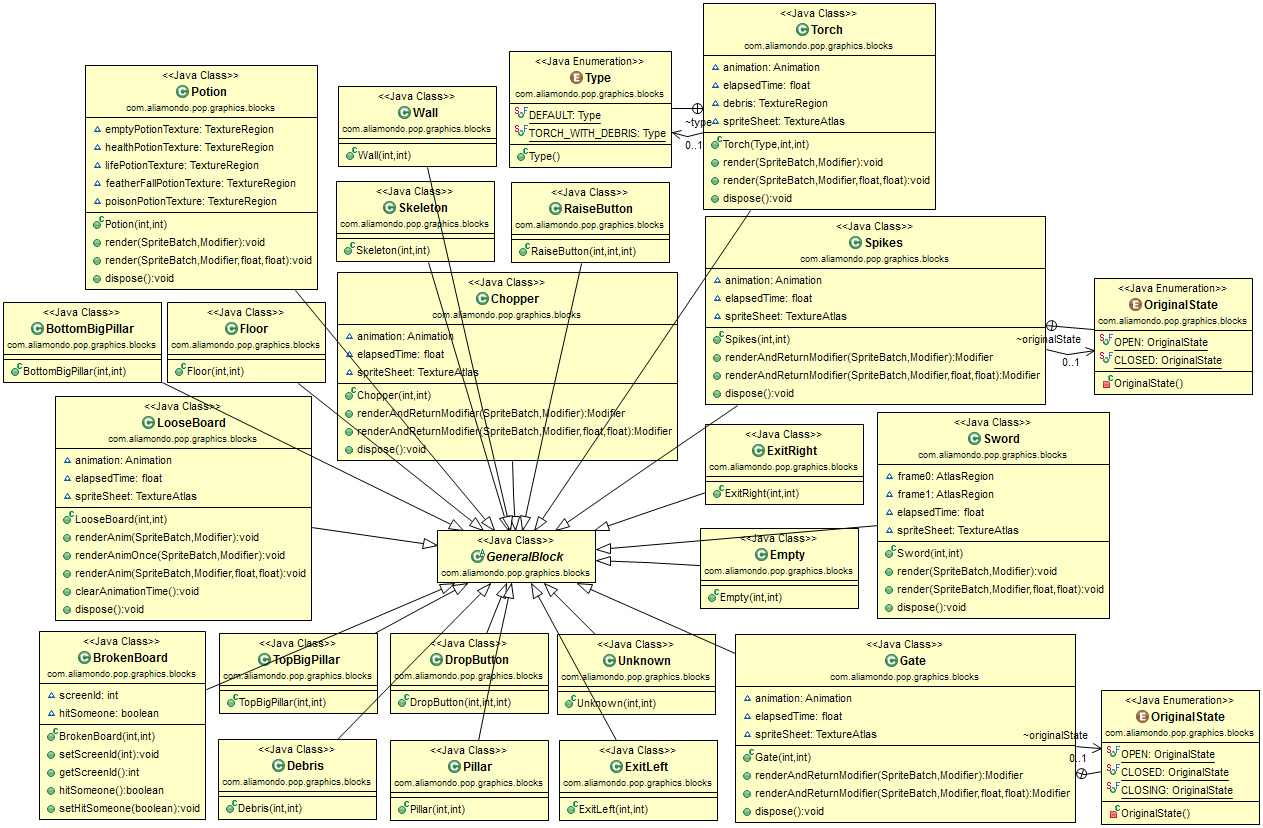 <<Java Class>>
Torch
com.aliamondo.pop.graphics.blocks
animation: Animation
elapsedTime: float
debris: TextureRegion
spriteSheet: TextureAtlas
Torch(Type,int,int)
render(SpriteBatch,Modifier):void
render(SpriteBatch,Modifier,float,float):void
dispose():void
<<Java Enumeration>>
Type
com.aliamondo.pop.graphics.blocks
DEFAULT: Type
TORCH_WITH_DEBRIS: Type
Type()
~type
0..1
<<Java Class>>
Potion
com.aliamondo.pop.graphics.blocks
emptyPotionTexture: TextureRegion
healthPotionTexture: TextureRegion
lifePotionTexture: TextureRegion
featherFallPotionTexture: TextureRegion
poisonPotionTexture: TextureRegion
Potion(int,int)
render(SpriteBatch,Modifier):void
render(SpriteBatch,Modifier,float,float):void
dispose():void
<<Java Class>>
Wall
com.aliamondo.pop.graphics.blocks
Wall(int,int)
<<Java Class>>
Skeleton
com.aliamondo.pop.graphics.blocks
Skeleton(int,int)
<<Java Class>>
RaiseButton
com.aliamondo.pop.graphics.blocks
RaiseButton(int,int,int)
<<Java Class>>
Spikes
com.aliamondo.pop.graphics.blocks
animation: Animation
elapsedTime: float
spriteSheet: TextureAtlas
Spikes(int,int)
renderAndReturnModifier(SpriteBatch,Modifier):Modifier
renderAndReturnModifier(SpriteBatch,Modifier,float,float):Modifier
dispose():void
~originalState
0..1
<<Java Enumeration>>
OriginalState
com.aliamondo.pop.graphics.blocks
OPEN: OriginalState
CLOSED: OriginalState
OriginalState()
<<Java Class>>
Chopper
com.aliamondo.pop.graphics.blocks
animation: Animation
elapsedTime: float
spriteSheet: TextureAtlas
Chopper(int,int)
renderAndReturnModifier(SpriteBatch,Modifier):Modifier
renderAndReturnModifier(SpriteBatch,Modifier,float,float):Modifier
dispose():void
<<Java Class>>
BottomBigPillar
com.aliamondo.pop.graphics.blocks
BottomBigPillar(int,int)
<<Java Class>>
Floor
com.aliamondo.pop.graphics.blocks
Floor(int,int)
<<Java Class>>
LooseBoard
com.aliamondo.pop.graphics.blocks
animation: Animation
elapsedTime: float
spriteSheet: TextureAtlas
LooseBoard(int,int)
renderAnim(SpriteBatch,Modifier):void
renderAnimOnce(SpriteBatch,Modifier):void
renderAnim(SpriteBatch,Modifier,float,float):void
clearAnimationTime():void
dispose():void
<<Java Class>>
ExitRight
com.aliamondo.pop.graphics.blocks
ExitRight(int,int)
<<Java Class>>
Sword
com.aliamondo.pop.graphics.blocks
frame0: AtlasRegion
frame1: AtlasRegion
elapsedTime: float
spriteSheet: TextureAtlas
Sword(int,int)
render(SpriteBatch,Modifier):void
render(SpriteBatch,Modifier,float,float):void
dispose():void
<<Java Class>>
GeneralBlock
com.aliamondo.pop.graphics.blocks
<<Java Class>>
Empty
com.aliamondo.pop.graphics.blocks
Empty(int,int)
<<Java Class>>
BrokenBoard
com.aliamondo.pop.graphics.blocks
screenId: int
hitSomeone: boolean
BrokenBoard(int,int)
setScreenId(int):void
getScreenId():int
hitSomeone():boolean
setHitSomeone(boolean):void
<<Java Class>>
TopBigPillar
com.aliamondo.pop.graphics.blocks
TopBigPillar(int,int)
<<Java Class>>
DropButton
com.aliamondo.pop.graphics.blocks
DropButton(int,int,int)
<<Java Class>>
Unknown
com.aliamondo.pop.graphics.blocks
Unknown(int,int)
<<Java Class>>
Gate
com.aliamondo.pop.graphics.blocks
animation: Animation
elapsedTime: float
spriteSheet: TextureAtlas
Gate(int,int)
renderAndReturnModifier(SpriteBatch,Modifier):Modifier
renderAndReturnModifier(SpriteBatch,Modifier,float,float):Modifier
dispose():void
~originalState
0..1
<<Java Enumeration>>
OriginalState
com.aliamondo.pop.graphics.blocks
OPEN: OriginalState
CLOSED: OriginalState
CLOSING: OriginalState
OriginalState()
<<Java Class>>
Debris
com.aliamondo.pop.graphics.blocks
Debris(int,int)
<<Java Class>>
Pillar
com.aliamondo.pop.graphics.blocks
Pillar(int,int)
<<Java Class>>
ExitLeft
com.aliamondo.pop.graphics.blocks
ExitLeft(int,int)